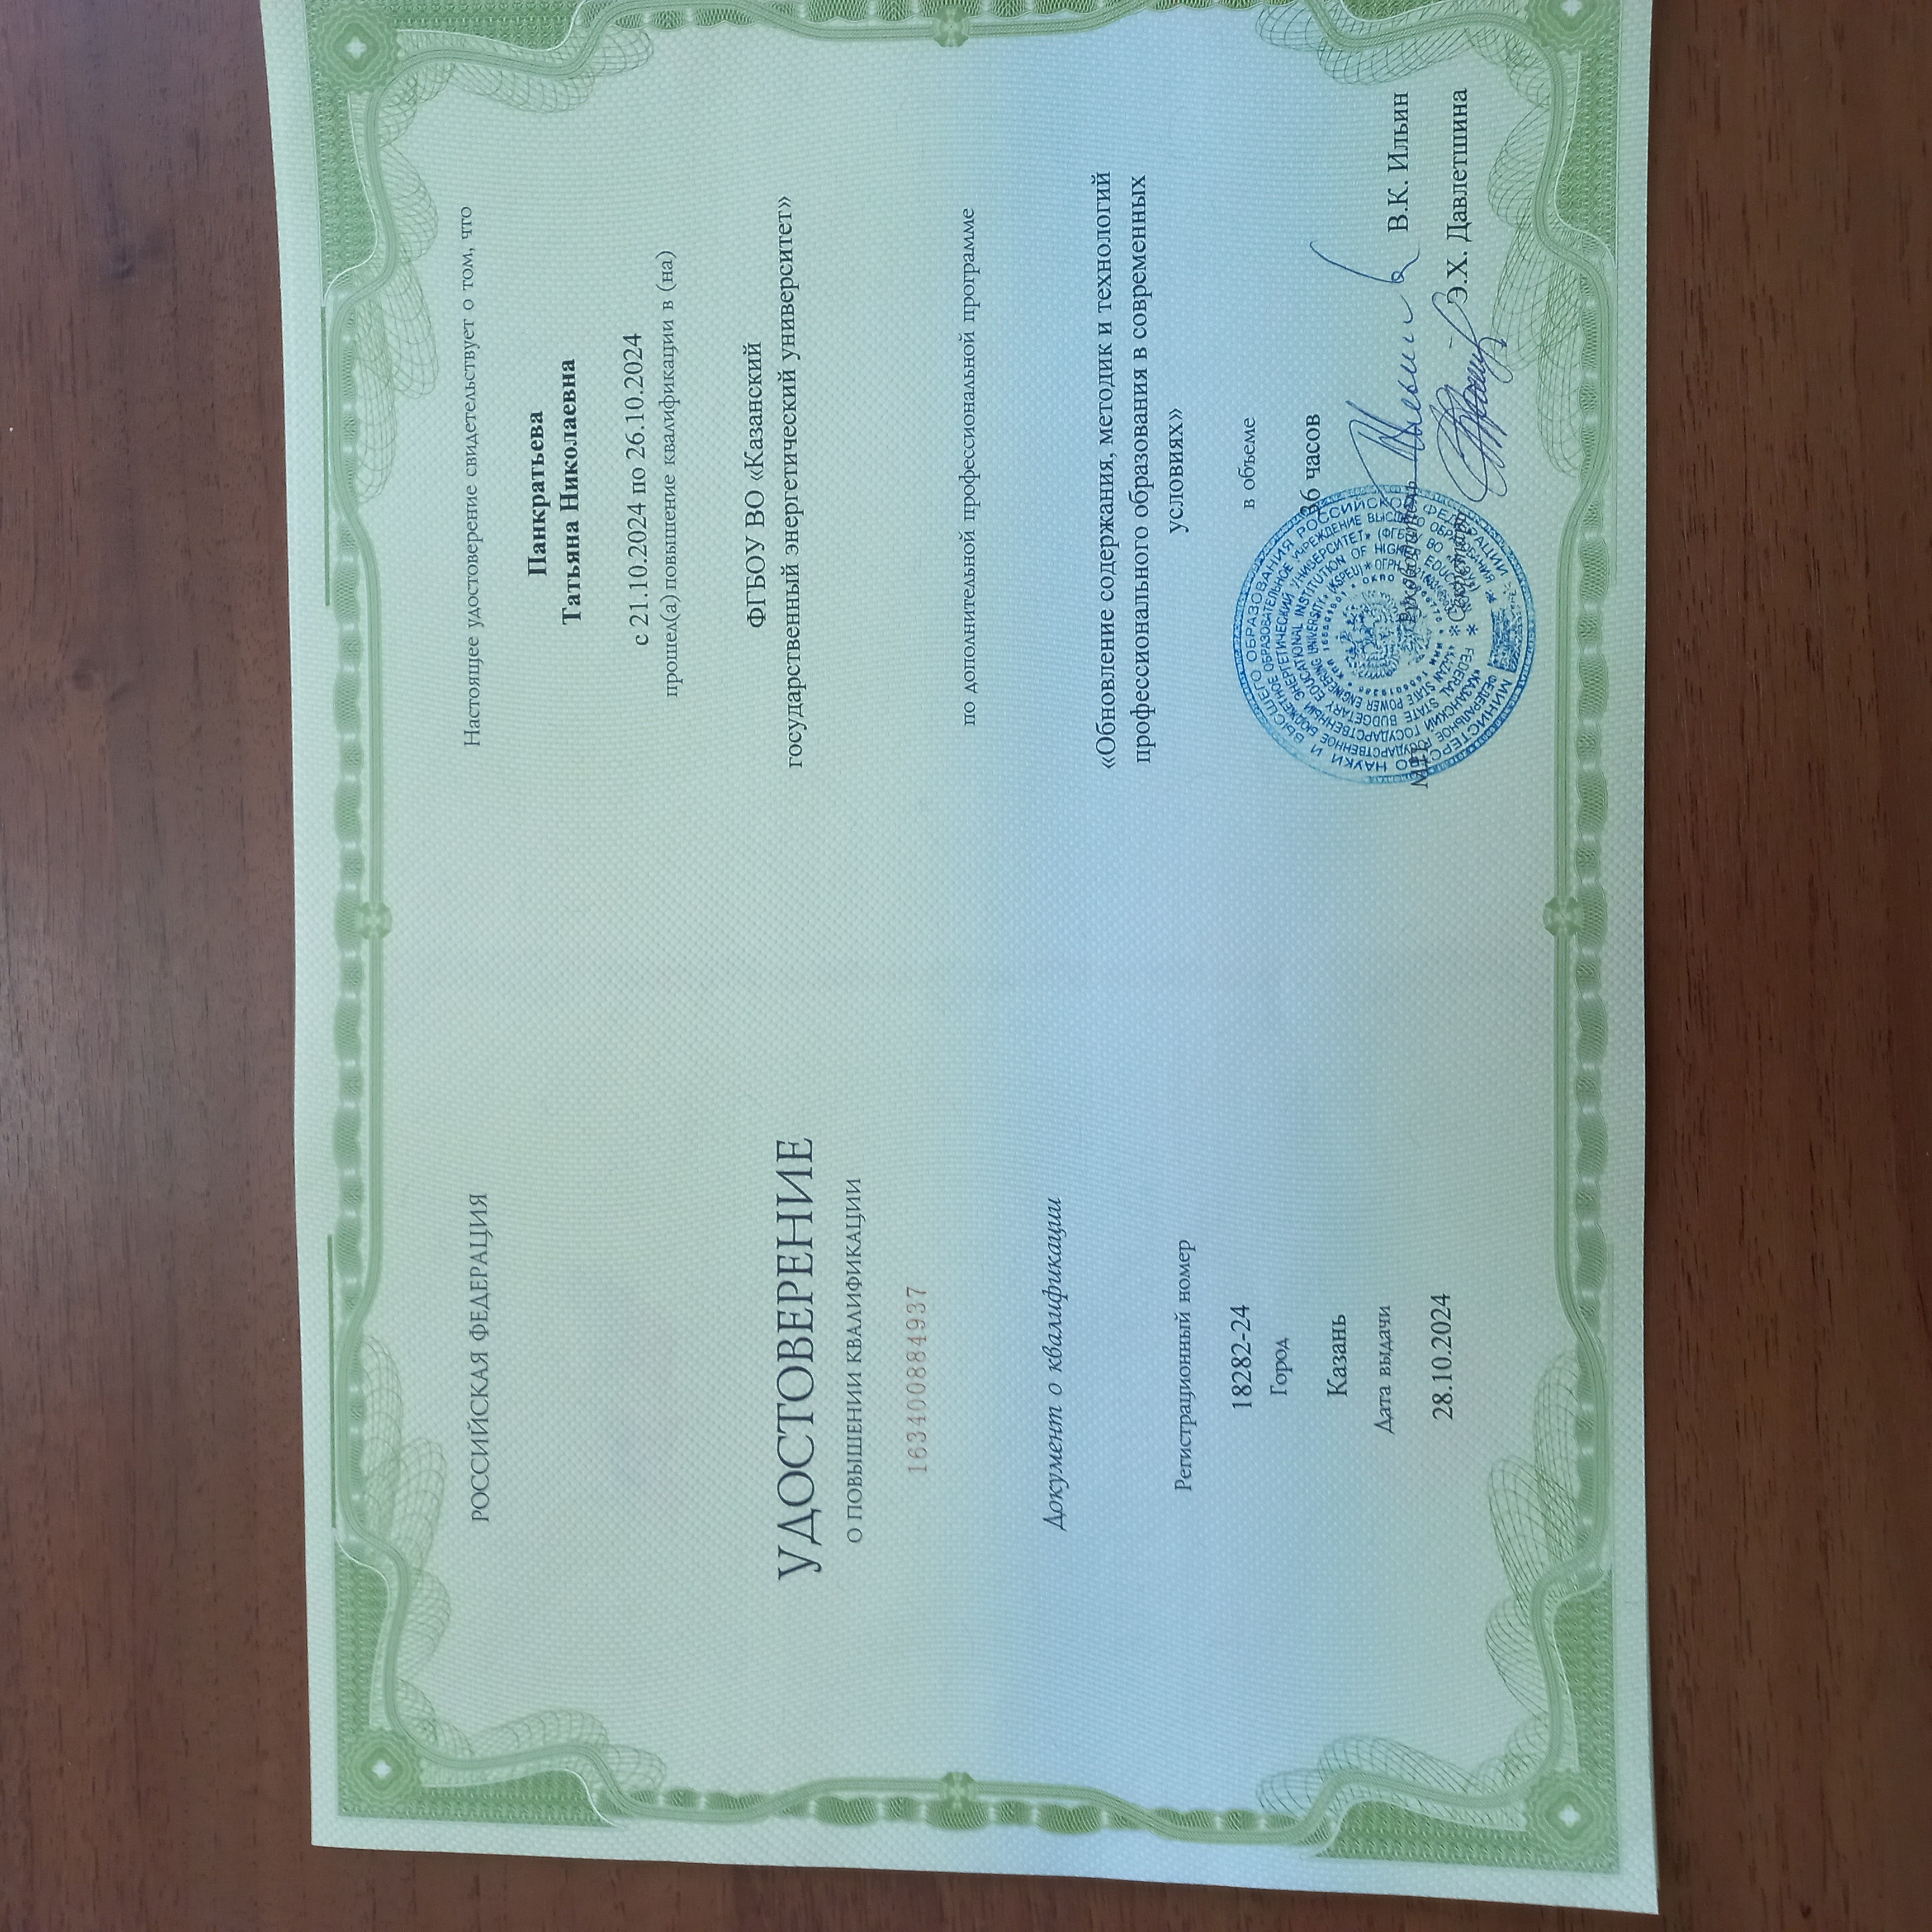 РОССИЙСКАЯ ФЕДЕРАЦИЯ
УДОСТОВЕРЕНИЕ
О ПОВЫШЕНИИ КВАЛИФИКАЦИИ
163400884937
Документ о квалификации
Регистрационный номер
18282-24
Город
Казань
Дата выдачи
28.10.2024
Настоящее удостоверение свидетельствует о том, что
Панкратьева
Татьяна Николаевна
с 21.10.2024 по 26.10.2024
прошел(а) повышение квалификации в (на)
ФГБОУ ВО «Казанский
государственный энергетический университет»
по дополнительной профессиональной программе
«Обновление содержания, методик и технологий
профессионального образования в современных
условиях»
в объеме
36 часов
Руководитель В.К. Ильин
Секретарь Э.Х. Давлетшина
М.П.